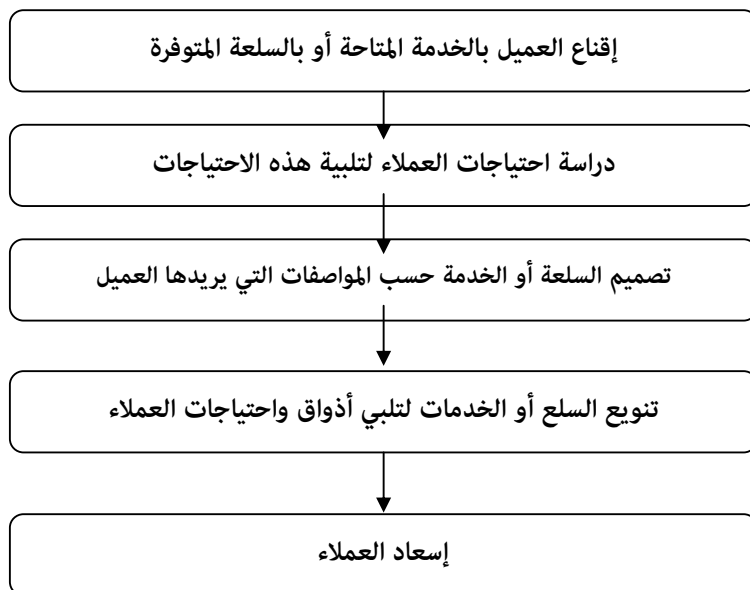 إقناع العميل بالخدمة المتاحة أو بالسلعة المتوفرة
دراسة احتياجات العملاء لتلبية هذه الاحتياجات
تصميم السلعة أو الخدمة حسب المواصفات التي يريدها العميل
تنويع السلع أو الخدمات لتلبي أذواق واحتياجات العملاء
إسعاد العملاء